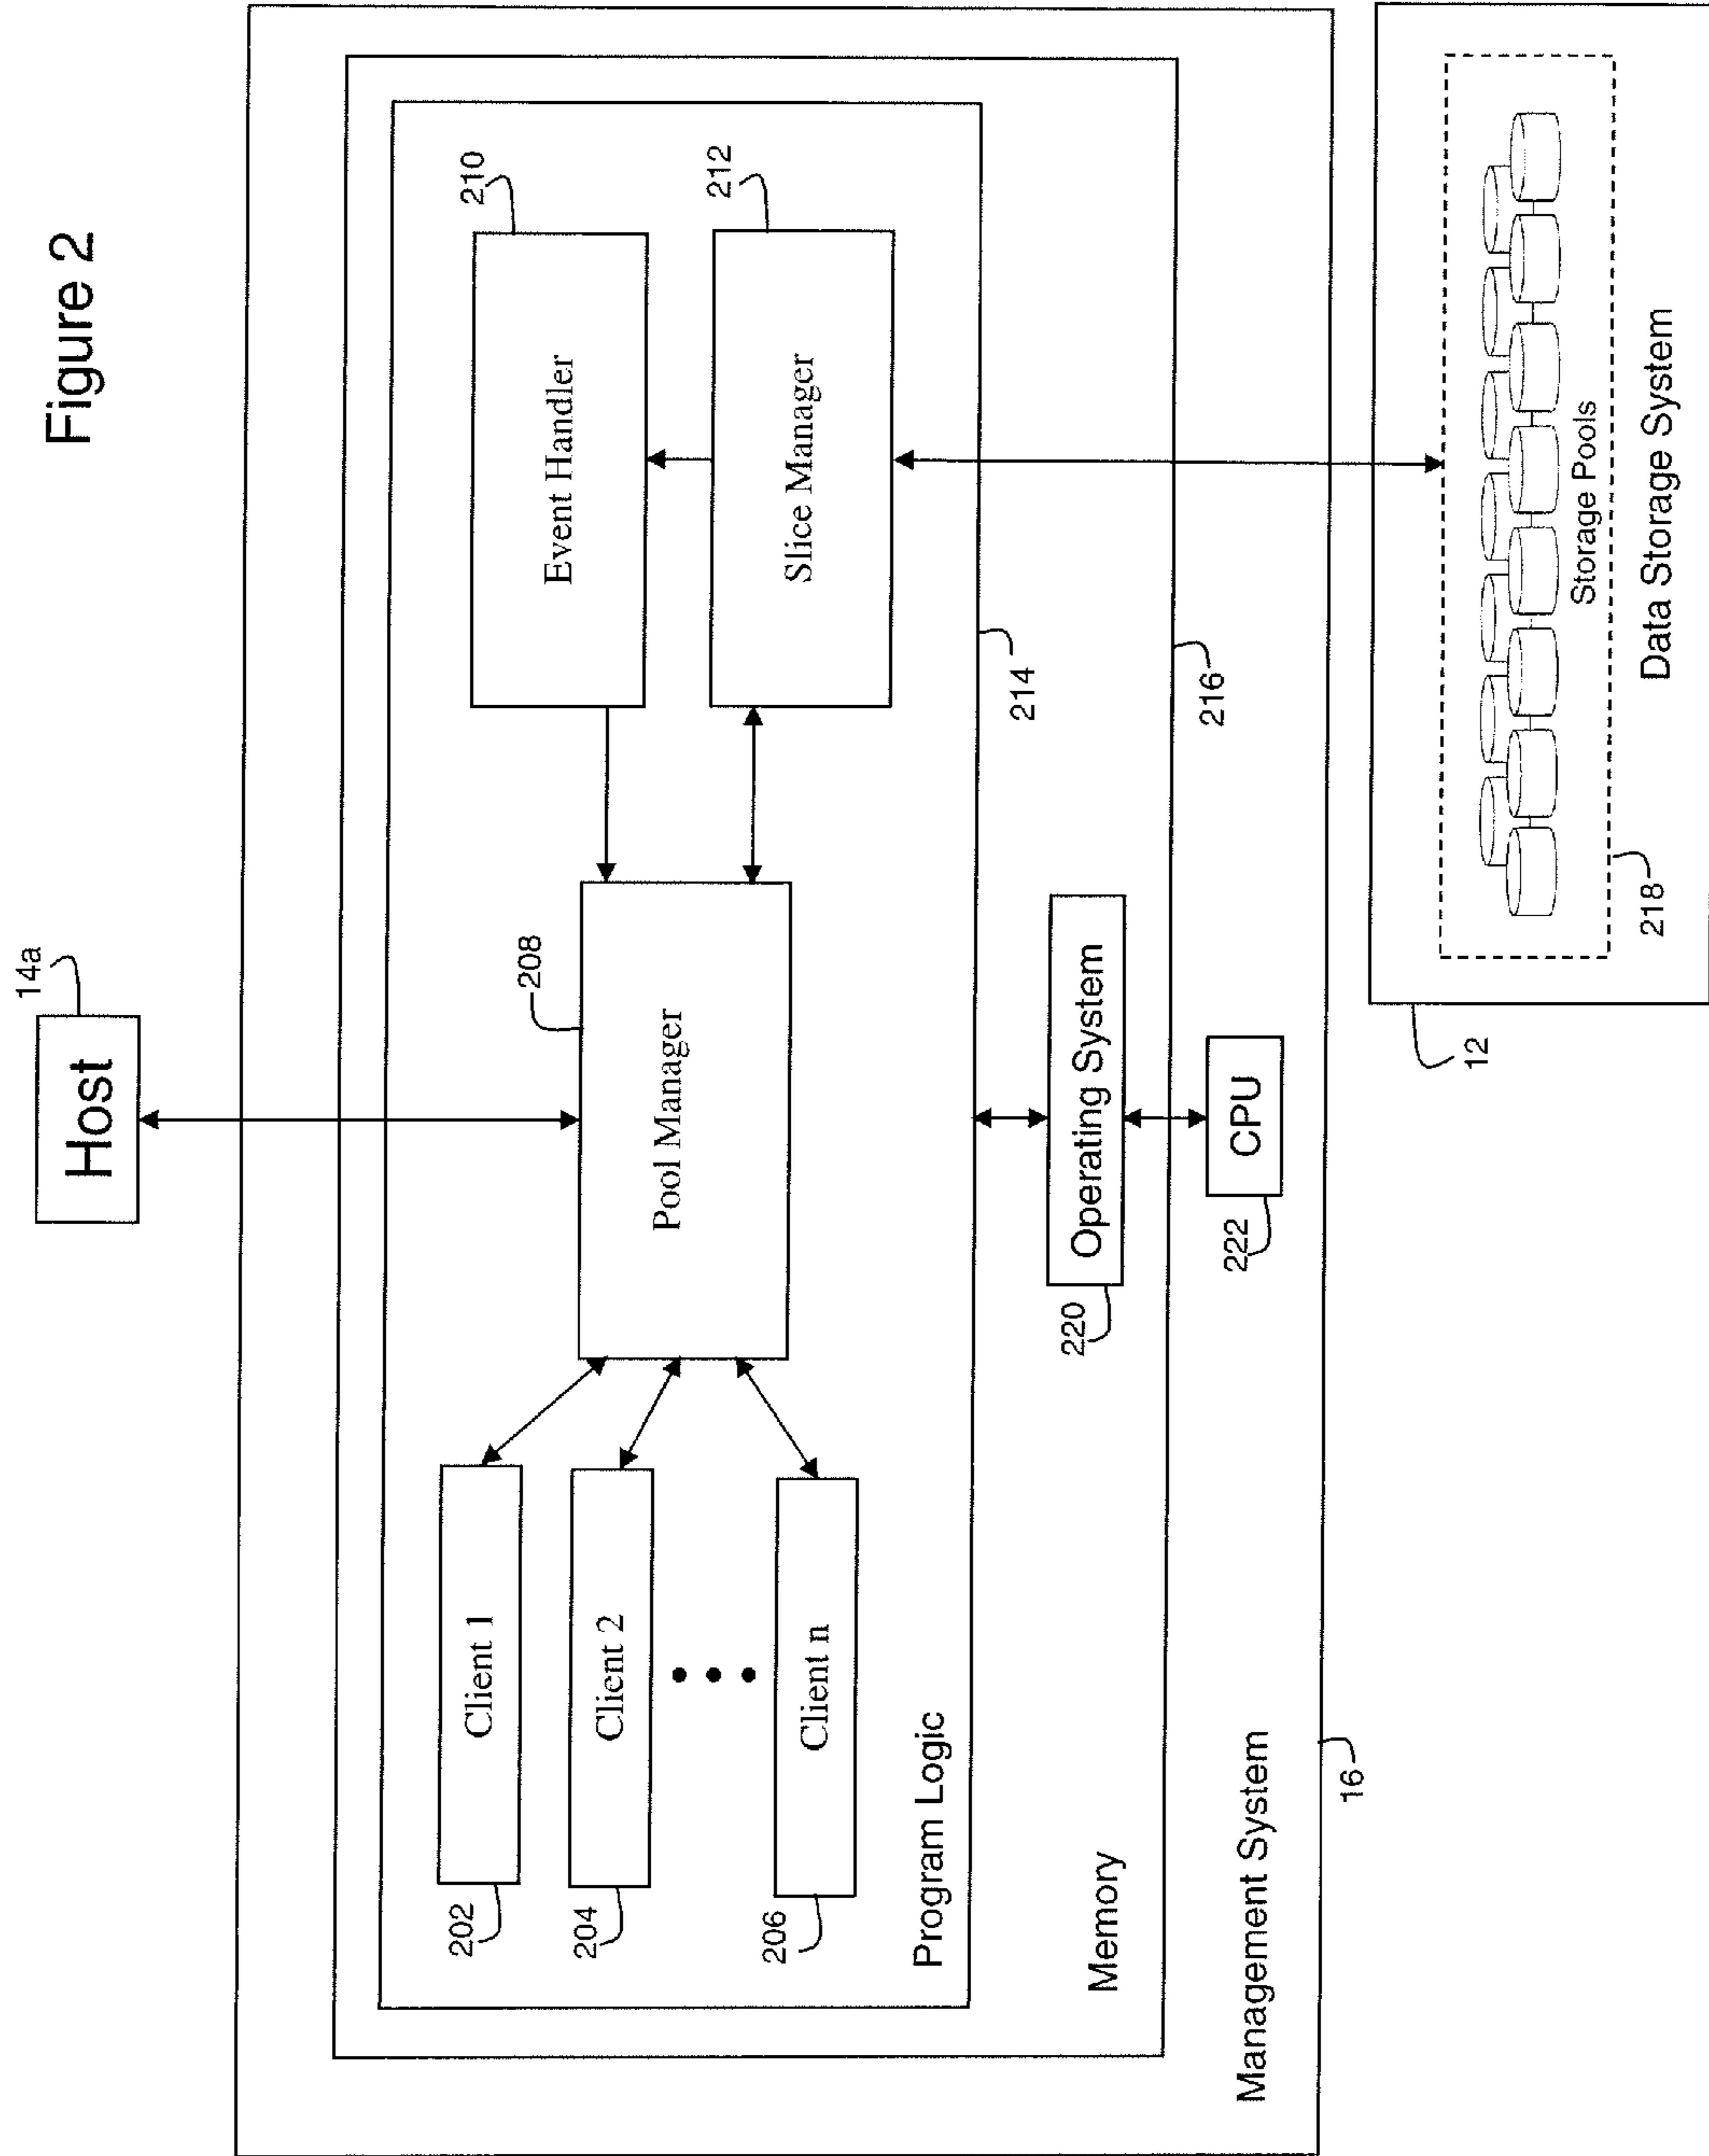 Figure 2
Host
14a
208
210
Client 1
202
Client 2
204
Client n
206
Pool Manager
Event Handler
Slice Manager
212
Program Logic
214
Operating System
220
Memory
216
CPU
222
Management System
16
12
Storage Pools
218
Data Storage System